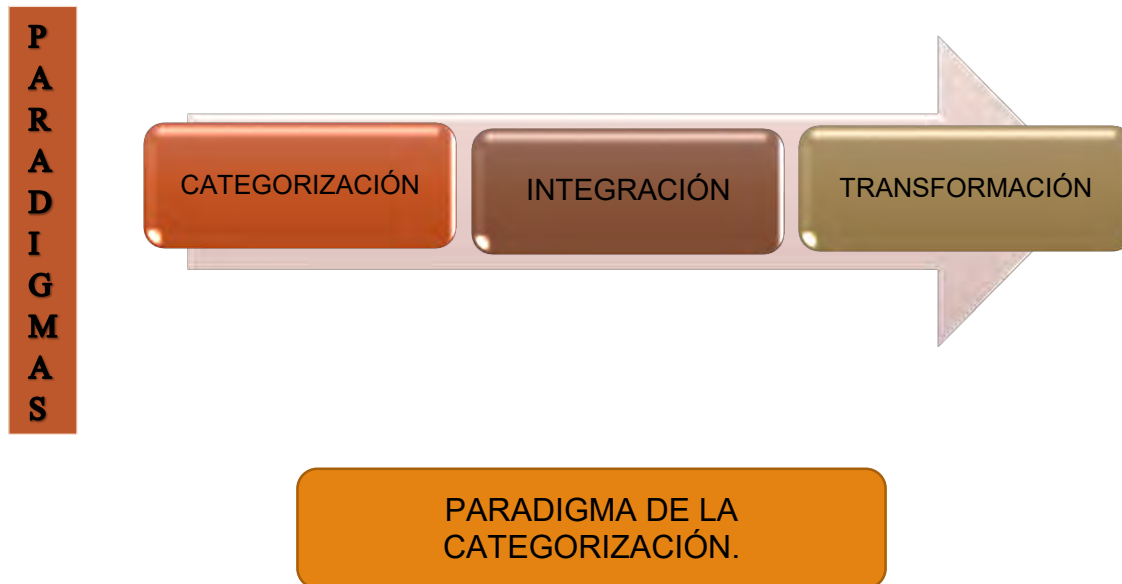 PARADIGMAS
CATEGORIZACIÓN
INTEGRACIÓN
TRANSFORMACIÓN
PARADIGMA DE LA
CATEGORIZACIÓN.